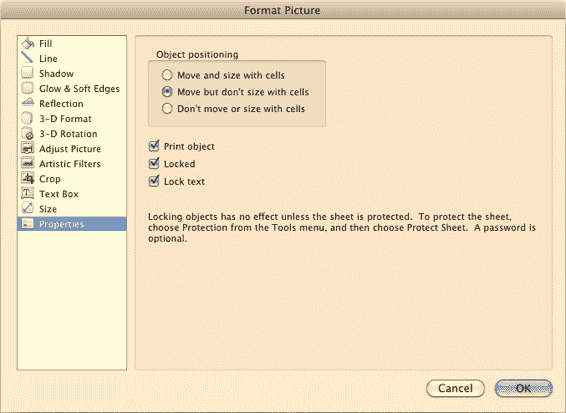 Format Picture
Fill
Line
Shadow
Glow & Soft Edges
Reflection
3-D Format
3-D Rotation
Adjust Picture
Artistic Filters
Crop
Text Box
Size
Properties
Object positioning
Move and size with cells
Move but don't size with cells
Don't move or size with cells
Print object
Locked
Lock text
Locking objects has no effect unless the sheet is protected. To protect the sheet,
choose Protection from the Tools menu, and then choose Protect Sheet. A password is
optional.
Cancel
OK